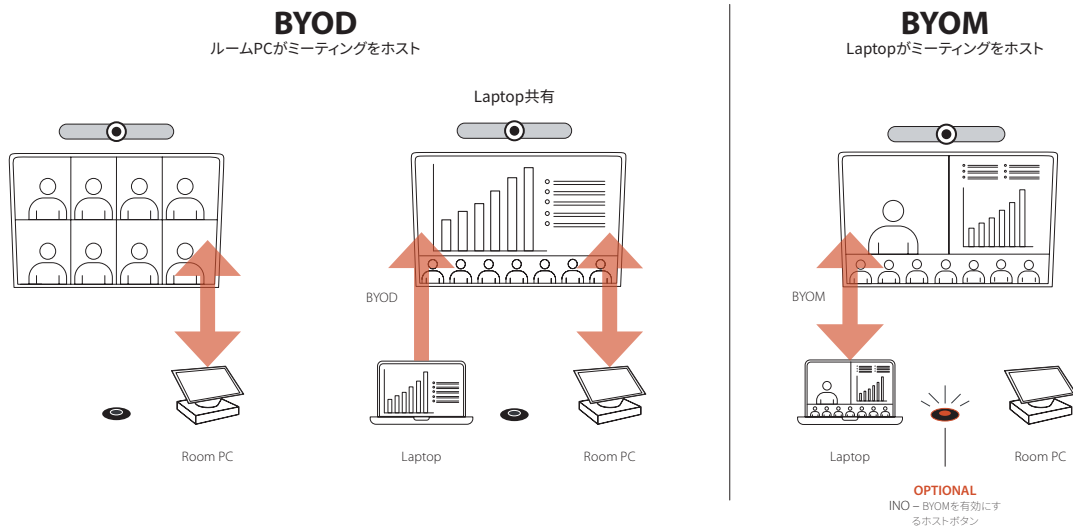 BYOD
ルームPCがミーティングをホスト
Laptop共有
BYOD
Room PC
Laptop
Room PC
BYOM
Laptopがミーティングをホスト
BYOM
Laptop
Room PC
OPTIONAL
INO – BYOMを有効にす
るホストボタン